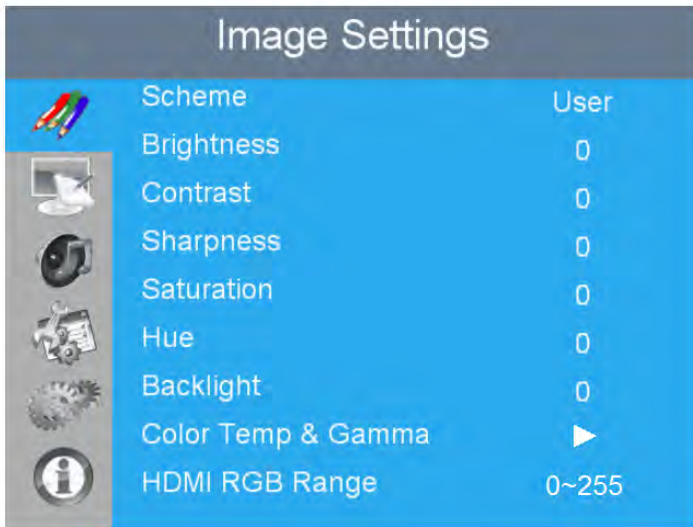 Image Settings
Scheme User
Brightness 0
Contrast 0
Sharpness 0
Saturation 0
Hue 0
Backlight 0
Color Temp & Gamma
HDMI RGB Range 0~255